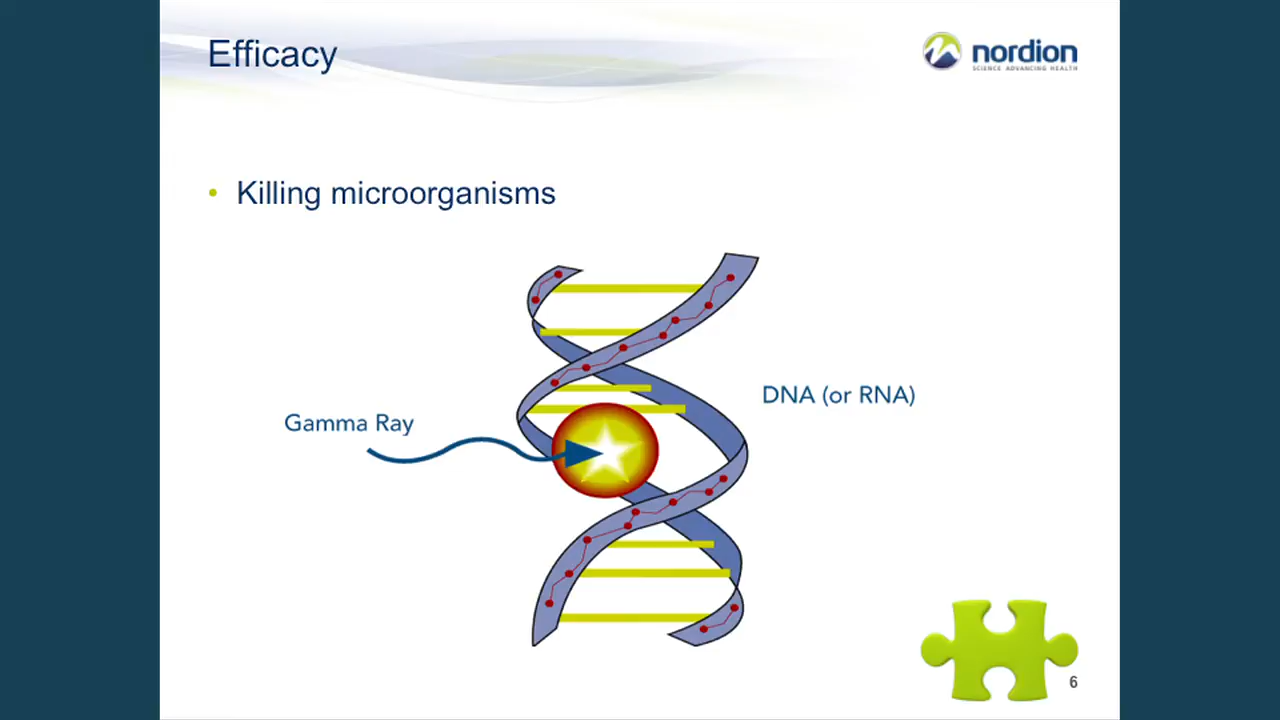 Efficacy
nordion
SCIENCE ADVANCING HEALTH
• Killing microorganisms
DNA (or RNA)
Gamma Ray
6